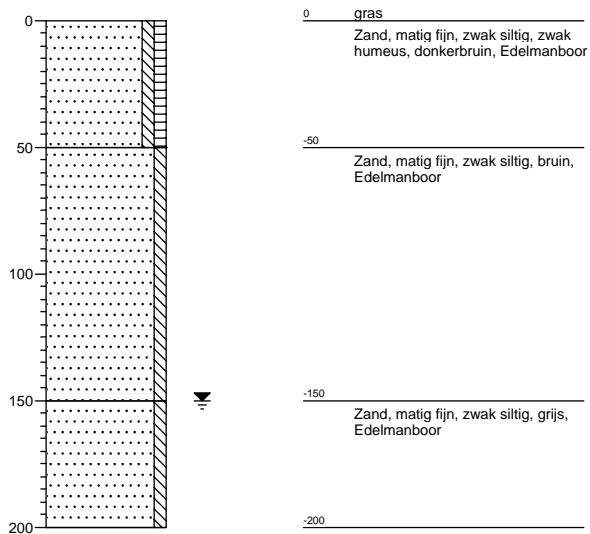 0
50
100
150
200
0
gras
Zand, matig fijn, zwak siltig, zwak
humeus, donkerbruin, Edelmanboor
-50
Zand, matig fijn, zwak siltig, bruin,
Edelmanboor
-150
Zand, matig fijn, zwak siltig, grijs,
Edelmanboor
-200